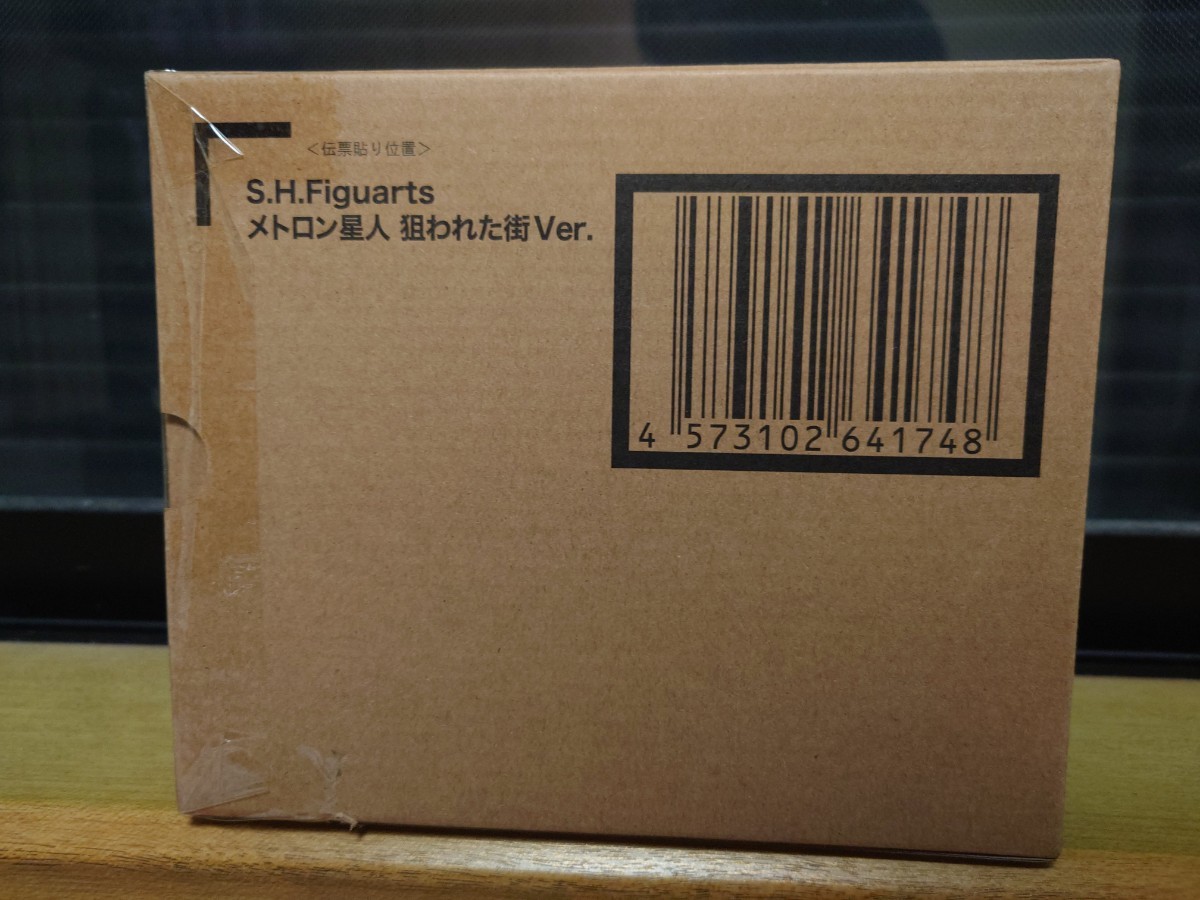 <伝票貼り位置>
S.H.Figuarts
メトロン星人 狙われた街Ver.
4 573102 641748